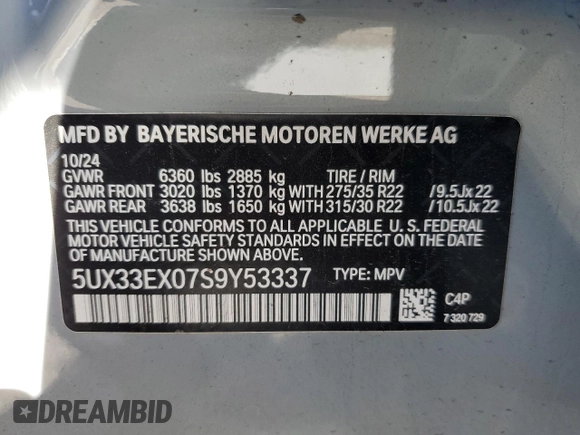 MFD BY BAYERISCHE MOTOREN WERKE AG
10/24
GVWR 6360 lbs 2885 kg TIRE / RIM
GAWR FRONT 3020 lbs 1370 kg WITH 275/35 R22 /9.5Jx22
GAWR REAR 3638 lbs 1650 kg WITH 315/30 R22 /10.5Jx22
THIS VEHICLE CONFORMS TO ALL APPLICABLE U. S. FEDERAL
MOTOR VEHICLE SAFETY STANDARDS IN EFFECT ON THE DATE
OF MANUFACTURE SHOWN ABOVE.
5UX33EX07S9Y53337 TYPE: MPV
C4P
7 320 729
DREAMBID